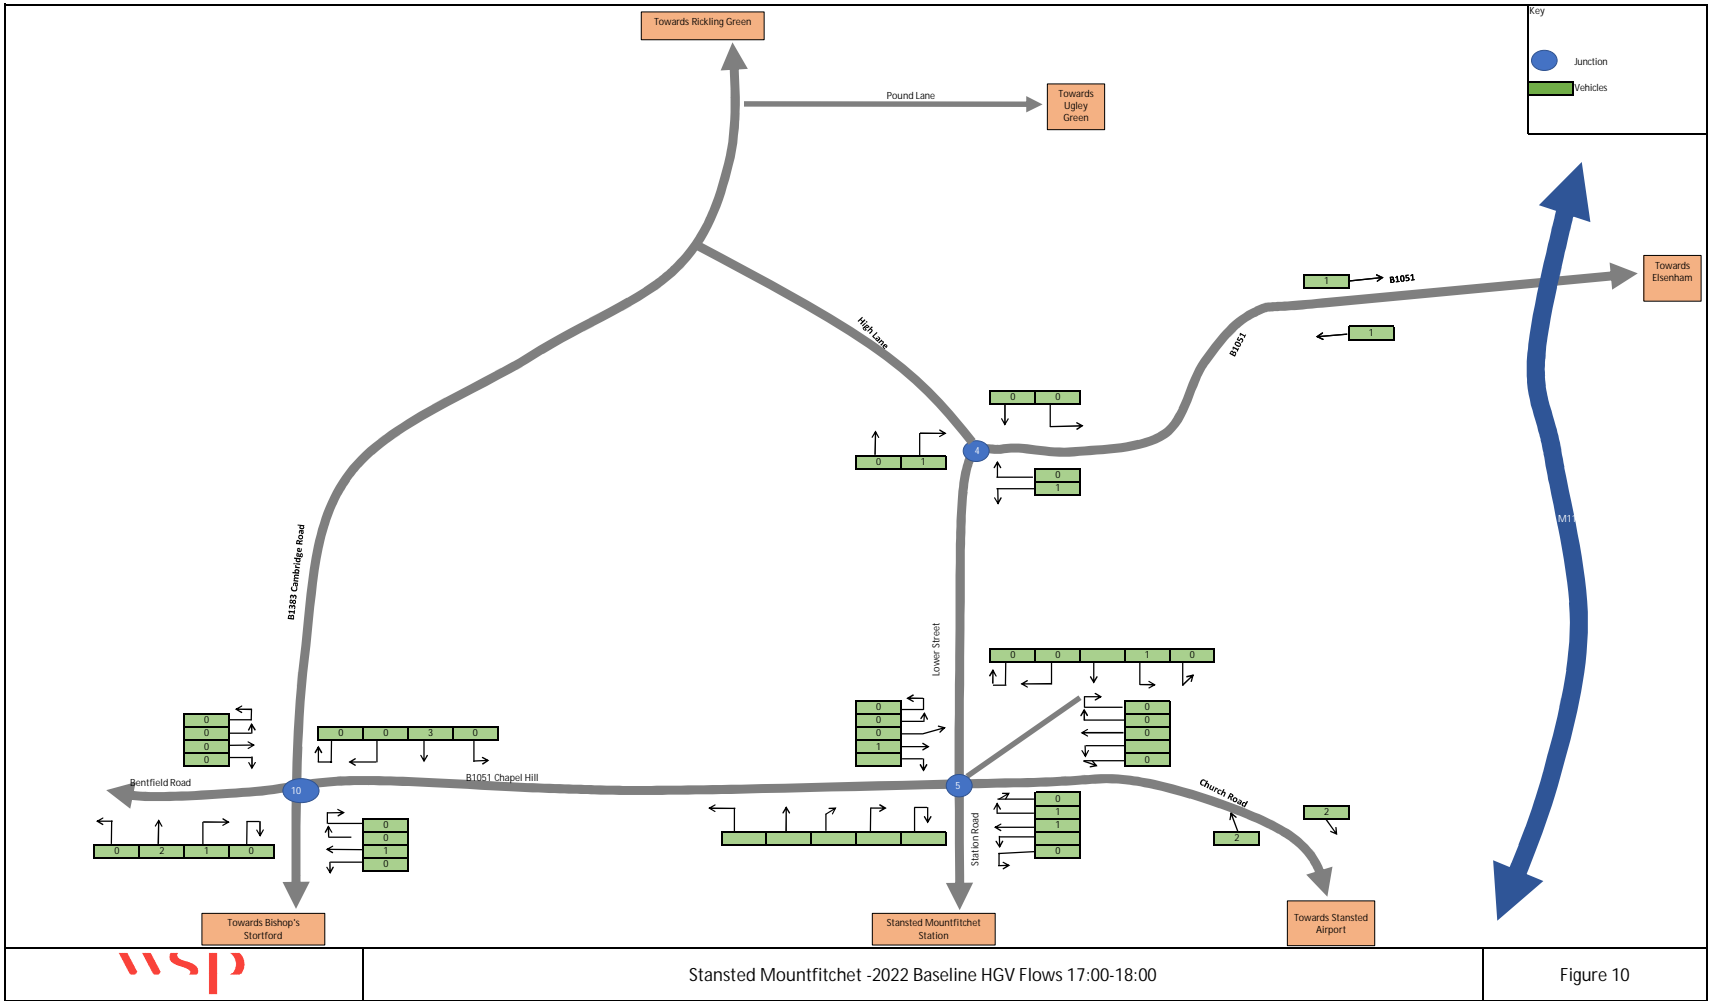 Towards Rickling Green
Key
Junction
Vehicles
Pound Lane
Towards
Ugley
Green
Towards
Elsenham
1
B1051
1
B1051
High Lane
0 0
0 1
4
0
1
M11
B1383 Cambridge Road
Lower Street
0 0 1 0
0
0
0
0
0 0 3 0
0
0
0
1
0
0
0
0
Bentfield Road
10
B1051 Chapel Hill
5
Church Road
0 2 1 0
0
0
1
0
Station Road
0
1
1
0
2
2
Towards Bishop's
Stortford
Stansted Mountfitchet
Station
Towards Stansted
Airport
wsp
Stansted Mountfitchet -2022 Baseline HGV Flows 17:00-18:00
Figure 10